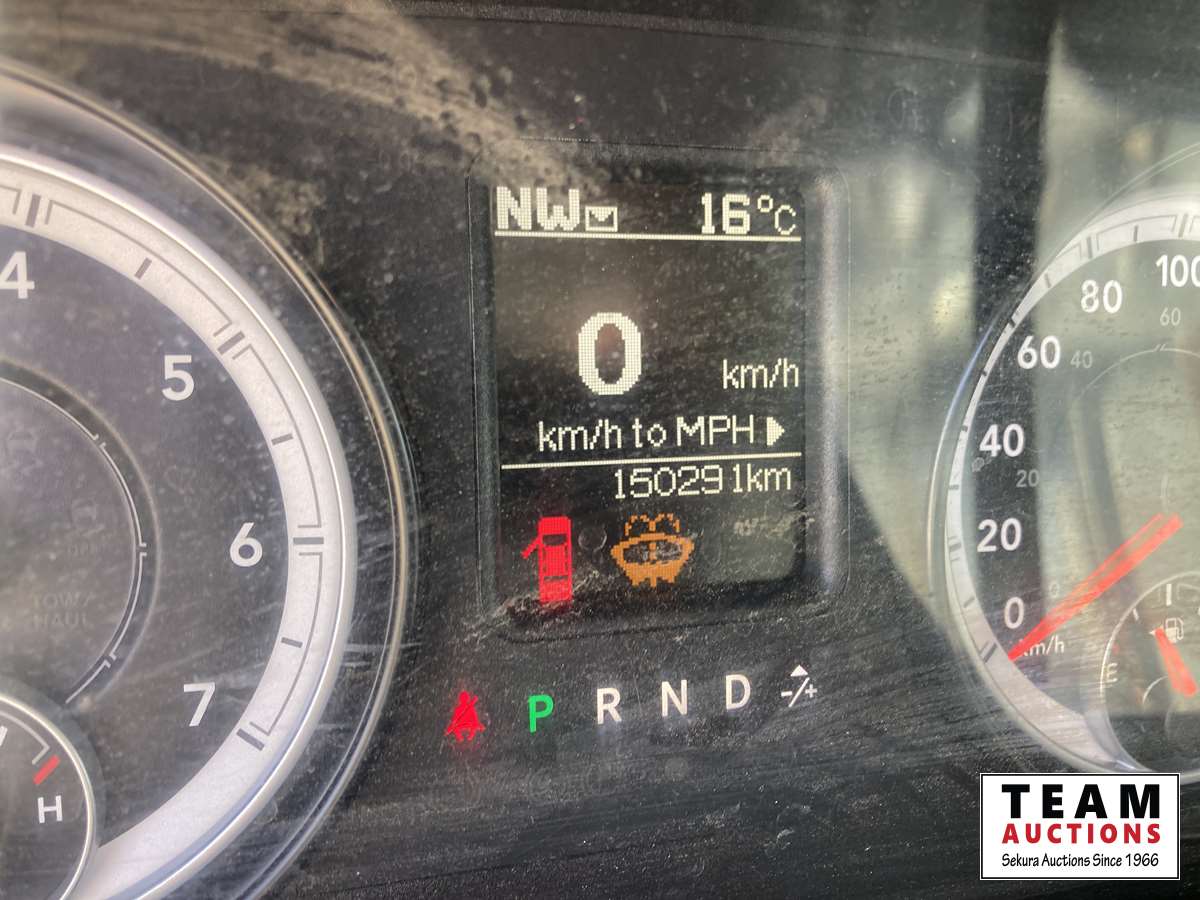 NW 16°C
0 km/h
km/h to MPH
150291km
P R N D -/+
4
5
6
7
H
TOW/
HAUL
100
80
60
60
40
40
20
20
0
0
km/h
E
TEAM
AUCTIONS
Sekura Auctions Since 1966